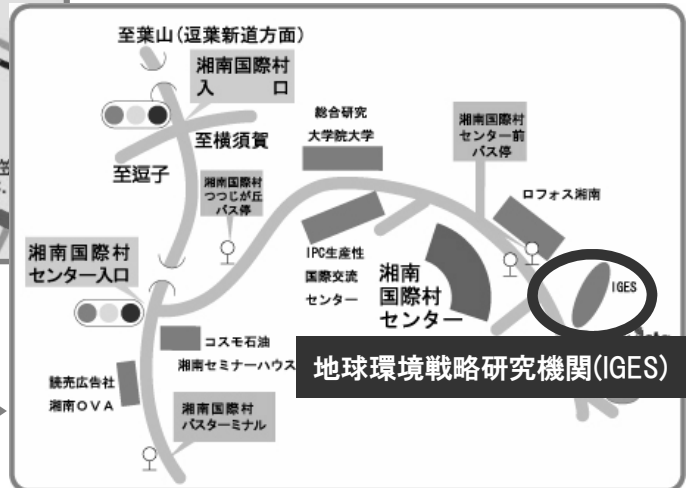 至葉山(逗葉新道方面)
湘南国際村
入　口
至横須賀
至逗子
総合研究
大学院大学
湘南国際村
センター前
バス停
ロフォス湘南
湘南国際村
つつじが丘
バス停
IPC生産性
国際交流
センター
湘南
国際村
センター
IGES
湘南国際村
センター入口
コスモ石油
湘南セミナーハウス
地球環境戦略研究機関(IGES)
読売広告社
湘南OVA
湘南国際村
バスターミナル